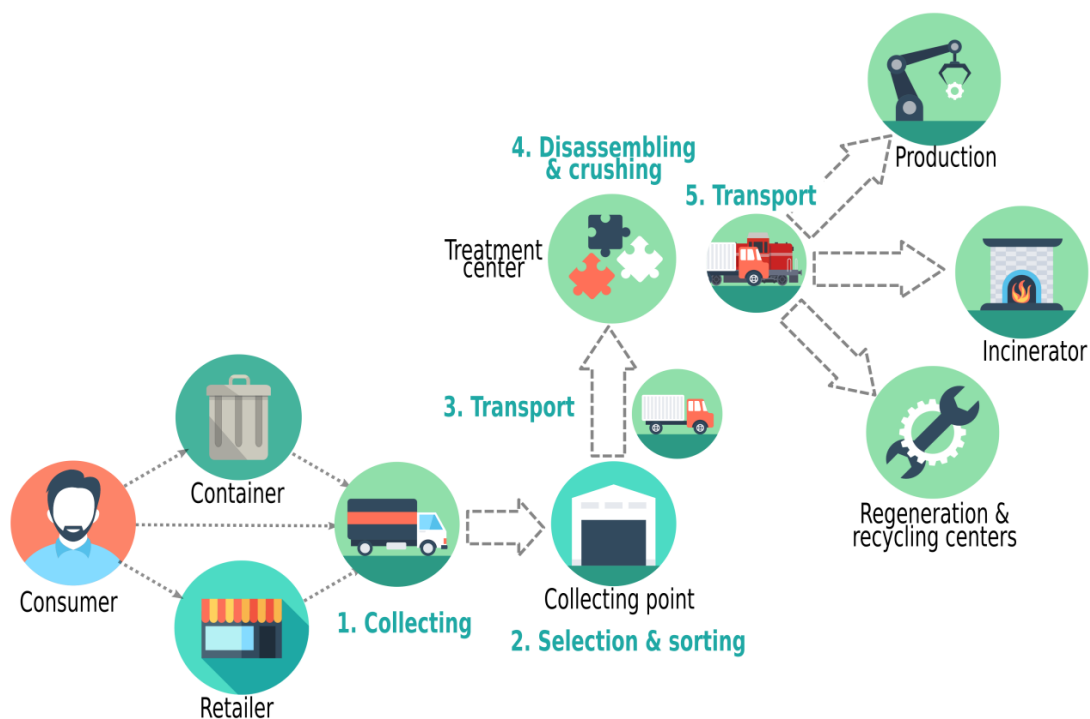 Production
4. Disassembling
& crushing
5. Transport
Treatment
center
Incinerator
3. Transport
Container
Regeneration &
recycling centers
Consumer
Collecting point
1. Collecting
2. Selection & sorting
Retailer